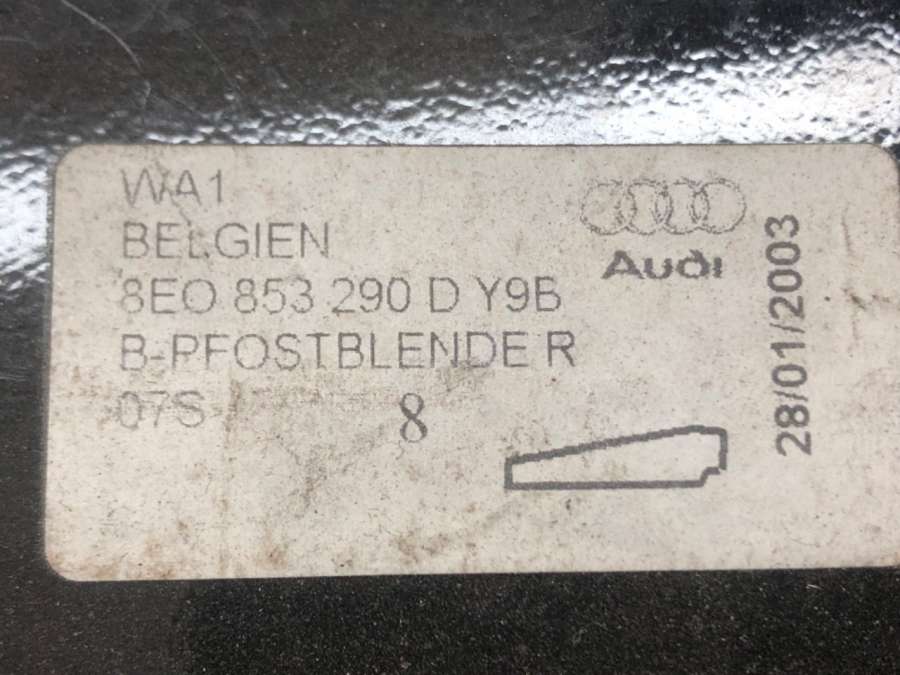 WA1
BELGIEN
8E0 853 290 D Y9B
B-PFOSTBLENDE R
07S
8
Audi
28/01/2003